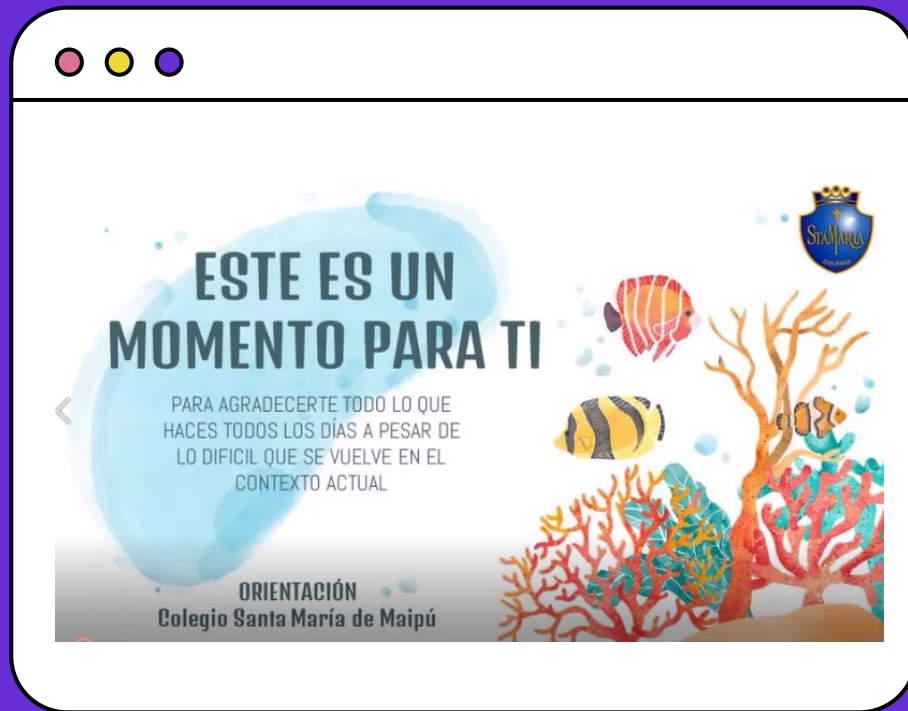 STAMARIA
COLEGIO
ESTE ES UN
MOMENTO PARA TI
PARA AGRADECERTE TODO LO QUE
HACES TODOS LOS DÍAS A PESAR DE
LO DIFICIL QUE SE VUELVE EN EL
CONTEXTO ACTUAL
ORIENTACIÓN
Colegio Santa María de Maipú